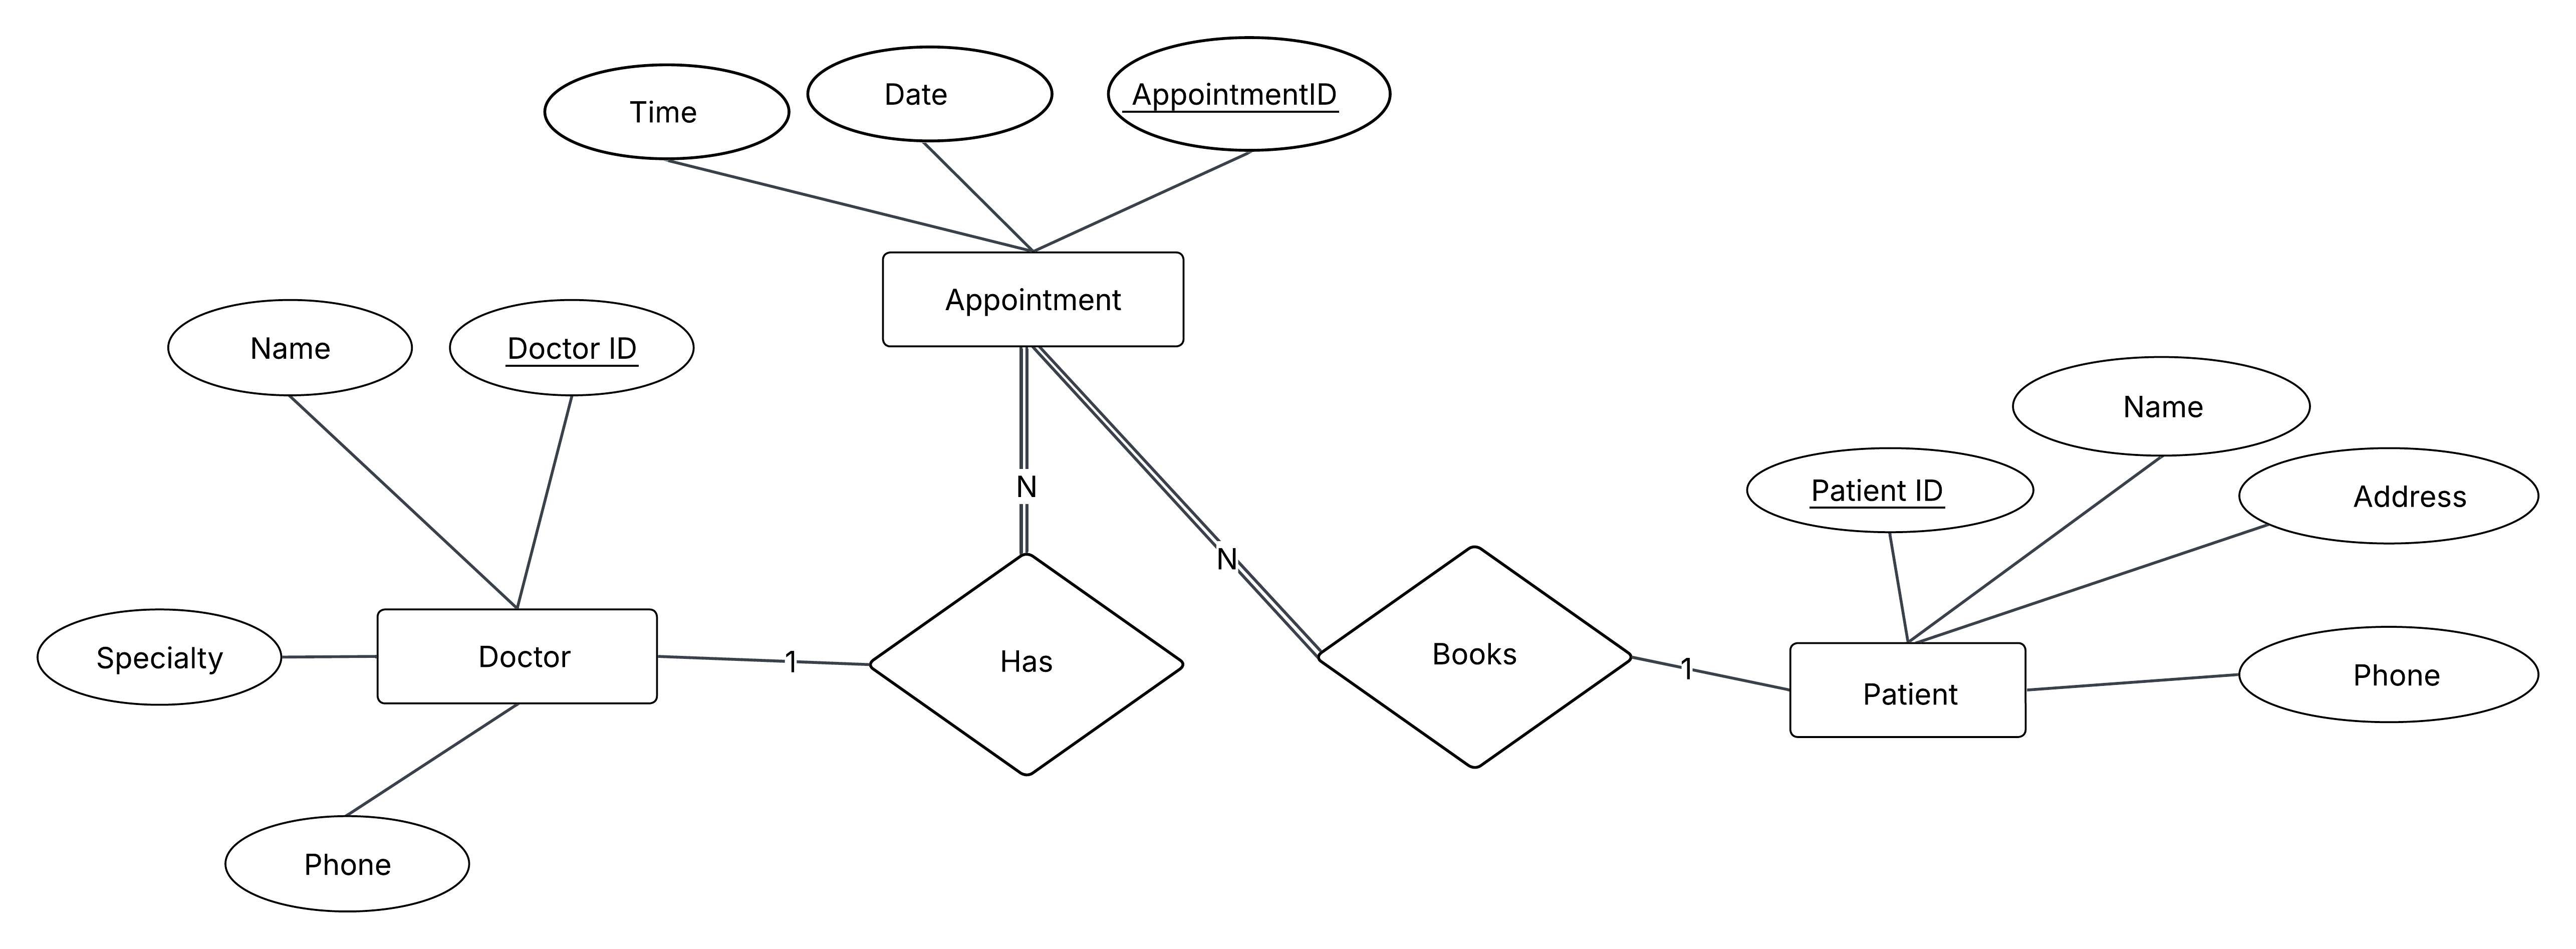 Time
Date
AppointmentID
Appointment
Name
Doctor ID
Name
Patient ID
Address
N
N
Specialty
Doctor
1
Has
Books
1
Patient
Phone
Phone